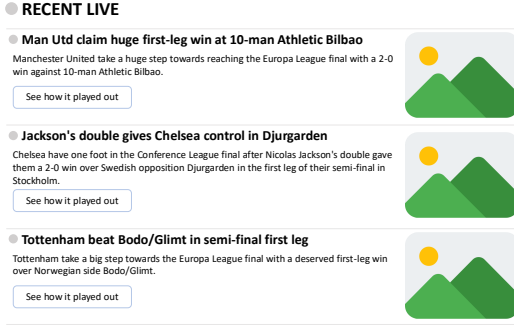 RECENT LIVE
Man Utd claim huge first-leg win at 10-man Athletic Bilbao
Manchester United take a huge step towards reaching the Europa League final with a 2-0
win against 10-man Athletic Bilbao.
See how it played out
Jackson's double gives Chelsea control in Djurgarden
Chelsea have one foot in the Conference League final after Nicolas Jackson's double gave
them a 2-0 win over Swedish opposition Djurgarden in the first leg of their semi-final in
Stockholm.
See how it played out
Tottenham beat Bodo/Glimt in semi-final first leg
Tottenham take a big step towards the Europa League final with a deserved first-leg win
over Norwegian side Bodo/Glimt.
See how it played out